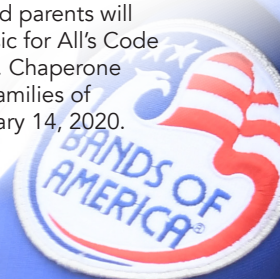 d parents will
ic for All's Code
. Chaperone
amilies of
ary 14, 2020.
BANDS OF
AMERICA®